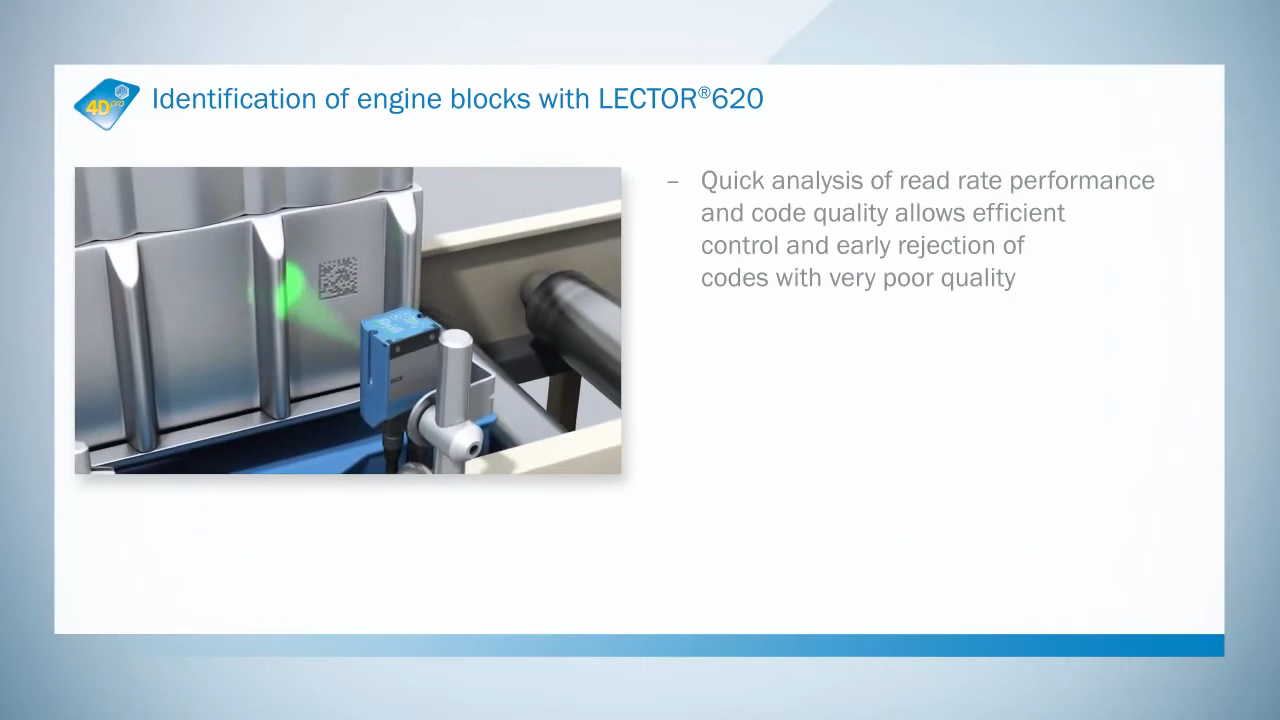 4Dpro
Identification of engine blocks with LECTOR®620
– Quick analysis of read rate performance
and code quality allows efficient
control and early rejection of
codes with very poor quality